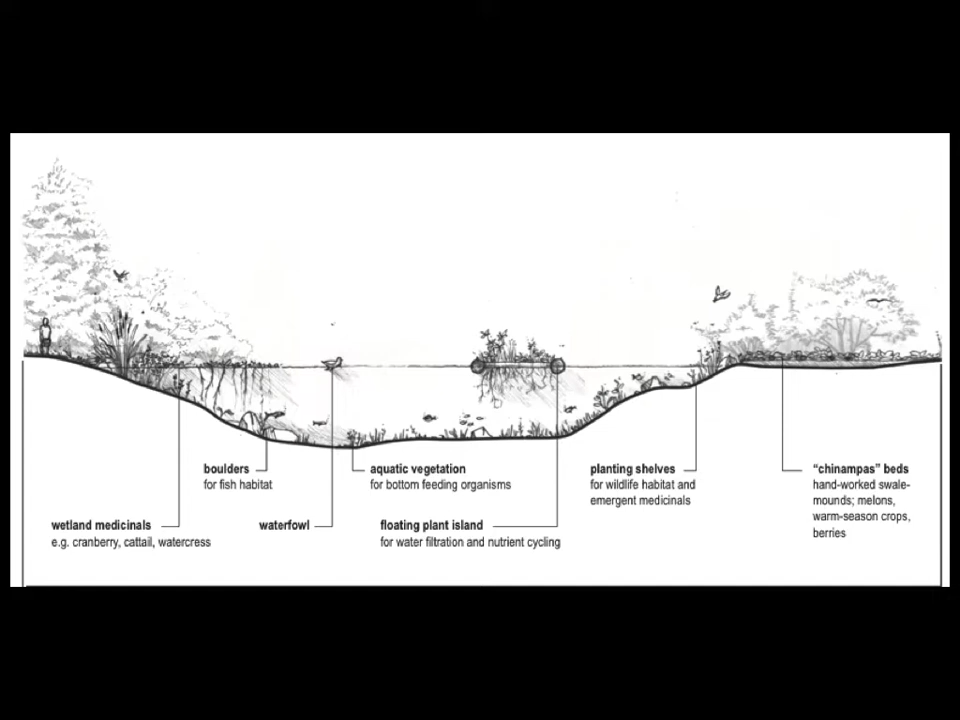 boulders
for fish habitat
aquatic vegetation
for bottom feeding organisms
planting shelves
for wildlife habitat and
emergent medicinals
“chinampas” beds
hand-worked swale-
mounds; melons,
warm-season crops,
berries
wetland medicinals
e.g. cranberry, cattail, watercress
waterfowl
floating plant island
for water filtration and nutrient cycling